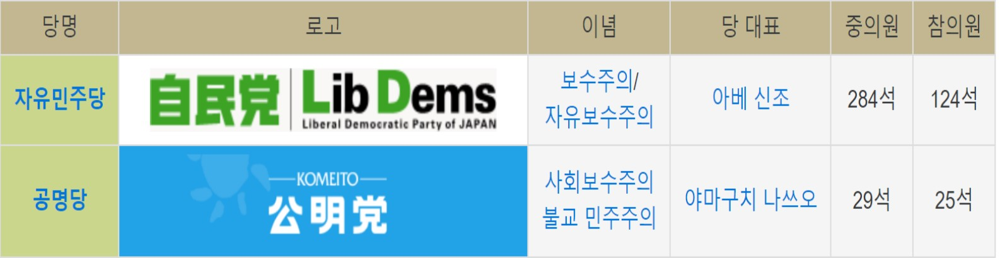 당명 로고 이념 당 대표 중의원 참의원
자유민주당 自民党 Lib Dems Liberal Democratic Party of JAPAN 보수주의/ 아베 신조 284석 124석
자유보수주의
공명당 KOMEITO 公明党 사회보수주의 야마구치 나쓰오 29석 25석
불교 민주주의